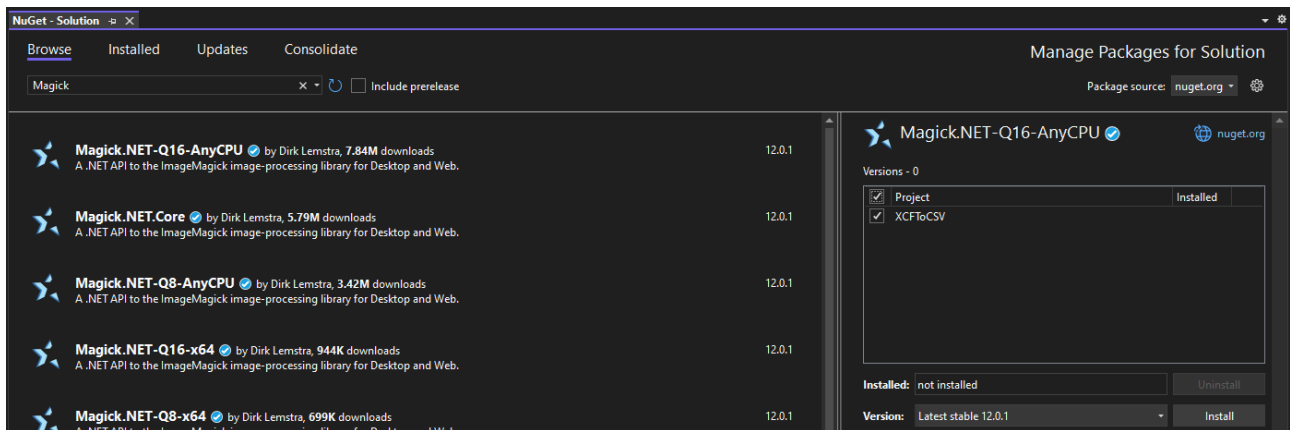 NuGet - Solution
Browse Installed Updates Consolidate
Manage Packages for Solution
Magick
Include prerelease
Package source: nuget.org
Magick.NET-Q16-AnyCPU by Dirk Lemstra, 7.84M downloads
12.0.1
A .NET API to the ImageMagick image-processing library for Desktop and Web.
Magick.NET.Core by Dirk Lemstra, 5.79M downloads
12.0.1
A .NET API to the ImageMagick image-processing library for Desktop and Web.
Magick.NET-Q8-AnyCPU by Dirk Lemstra, 3.42M downloads
12.0.1
A .NET API to the ImageMagick image-processing library for Desktop and Web.
Magick.NET-Q16-x64 by Dirk Lemstra, 944K downloads
12.0.1
A .NET API to the ImageMagick image-processing library for Desktop and Web.
Magick.NET-Q8-x64 by Dirk Lemstra, 699K downloads
12.0.1
Magick.NET-Q16-AnyCPU
nuget.org
Versions - 0
Project Installed
XCFToCSV
Installed: not installed Uninstall
Version: Latest stable 12.0.1 Install